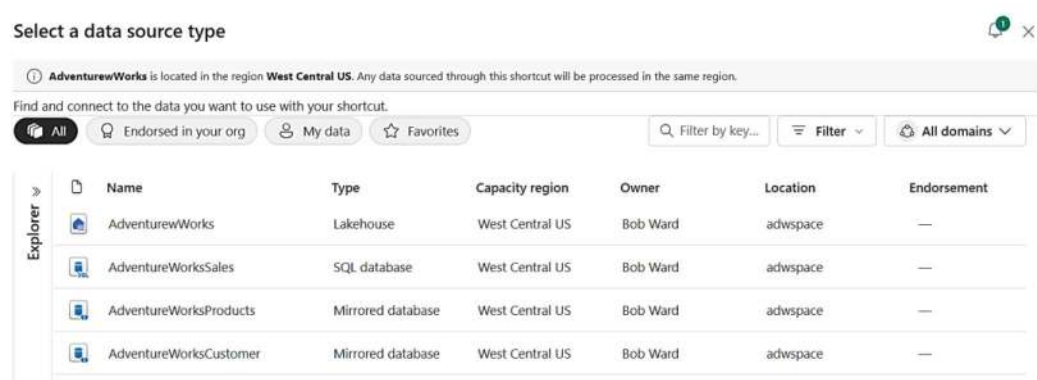 Select a data source type
1
AdventurewWorks is located in the region West Central US. Any data sourced through this shortcut will be processed in the same region.
Find and connect to the data you want to use with your shortcut.
All Endorsed in your org My data Favorites Filter by key... Filter All domains
Explorer
Name Type Capacity region Owner Location Endorsement
AdventurewWorks Lakehouse West Central US Bob Ward adwspace —
AdventureWorksSales SQL database West Central US Bob Ward adwspace —
AdventureWorksProducts Mirrored database West Central US Bob Ward adwspace —
AdventureWorksCustomer Mirrored database West Central US Bob Ward adwspace —